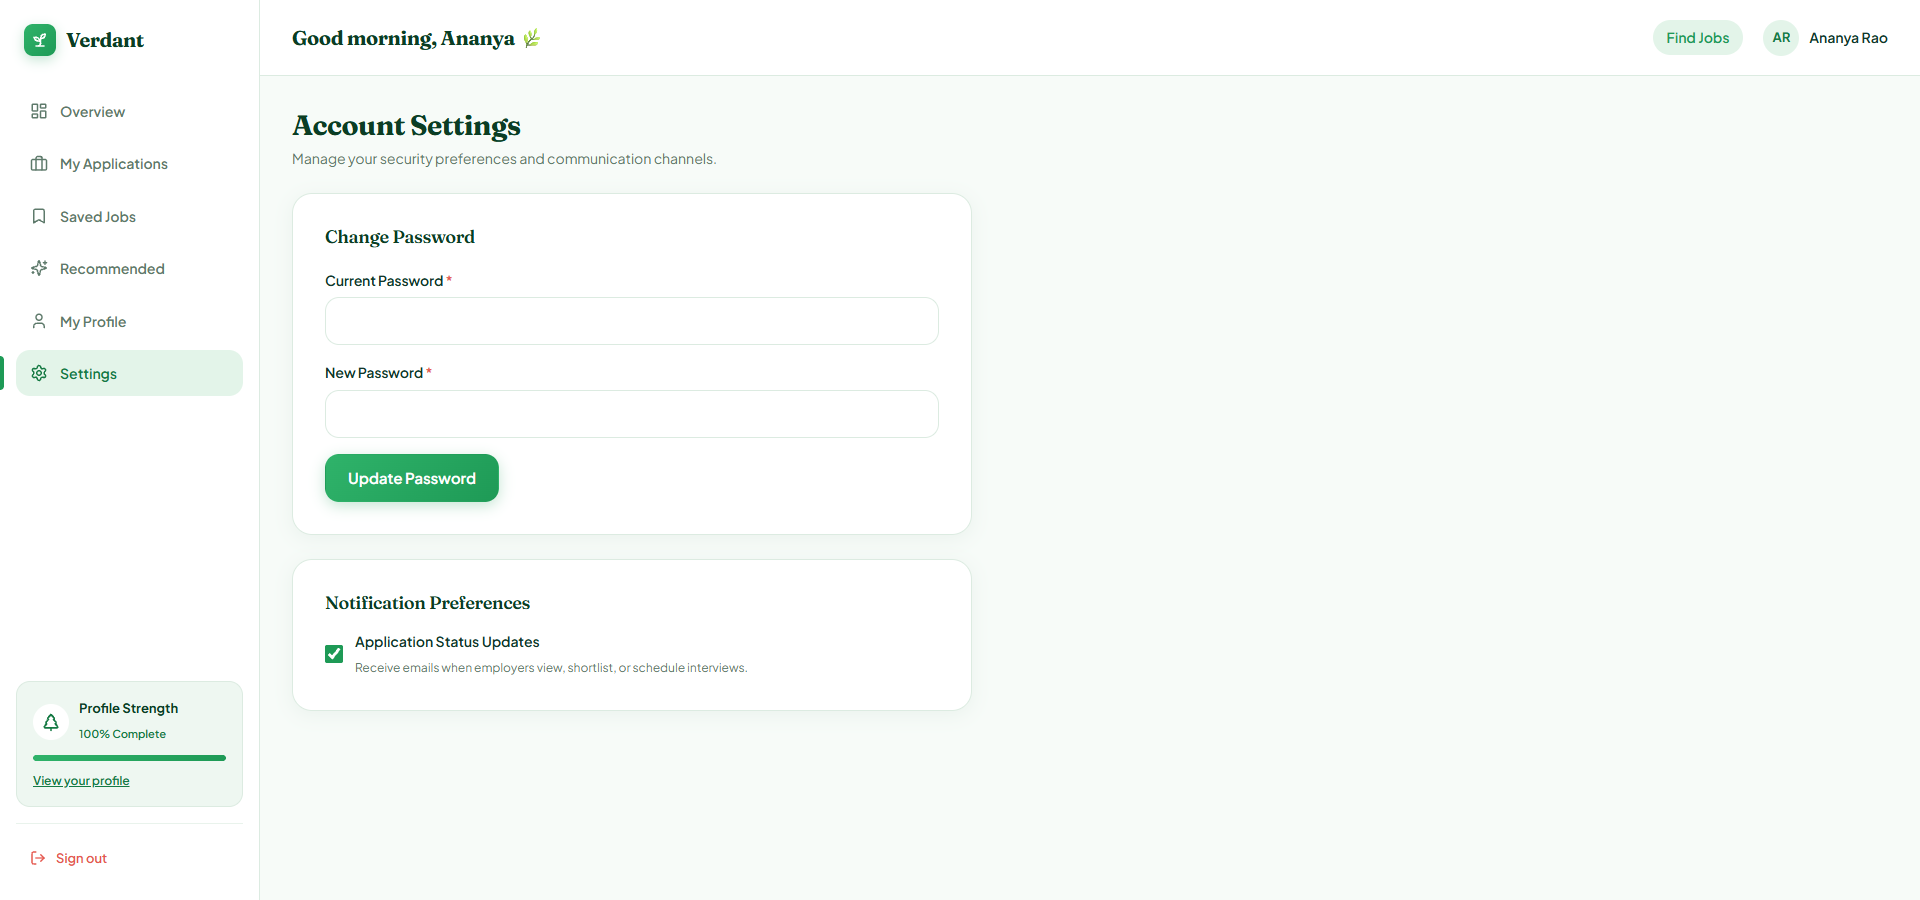 Verdant
Good morning, Ananya 🌿
Find Jobs
AR
Ananya Rao
Overview
My Applications
Saved Jobs
Recommended
My Profile
Settings
Profile Strength
100% Complete
View your profile
Sign out
Account Settings
Manage your security preferences and communication channels.
Change Password
Current Password *
New Password *
Update Password
Notification Preferences
Application Status Updates
Receive emails when employers view, shortlist, or schedule interviews.